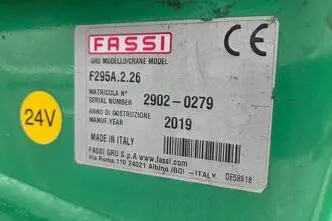 FASSI
CE
GRU MODELLO/CRANE MODEL
F295A.2.26
MATRICOLA N°
SERIAL NUMBER 2902-0279
ANNO DI COSTRUZIONE
MANUF.YEAR 2019
24V
MADE IN ITALY
FASSI GRU S.p.A www.fassi.com
Via Roma 110 24021 Albino (BG) - ITALY
DE58918